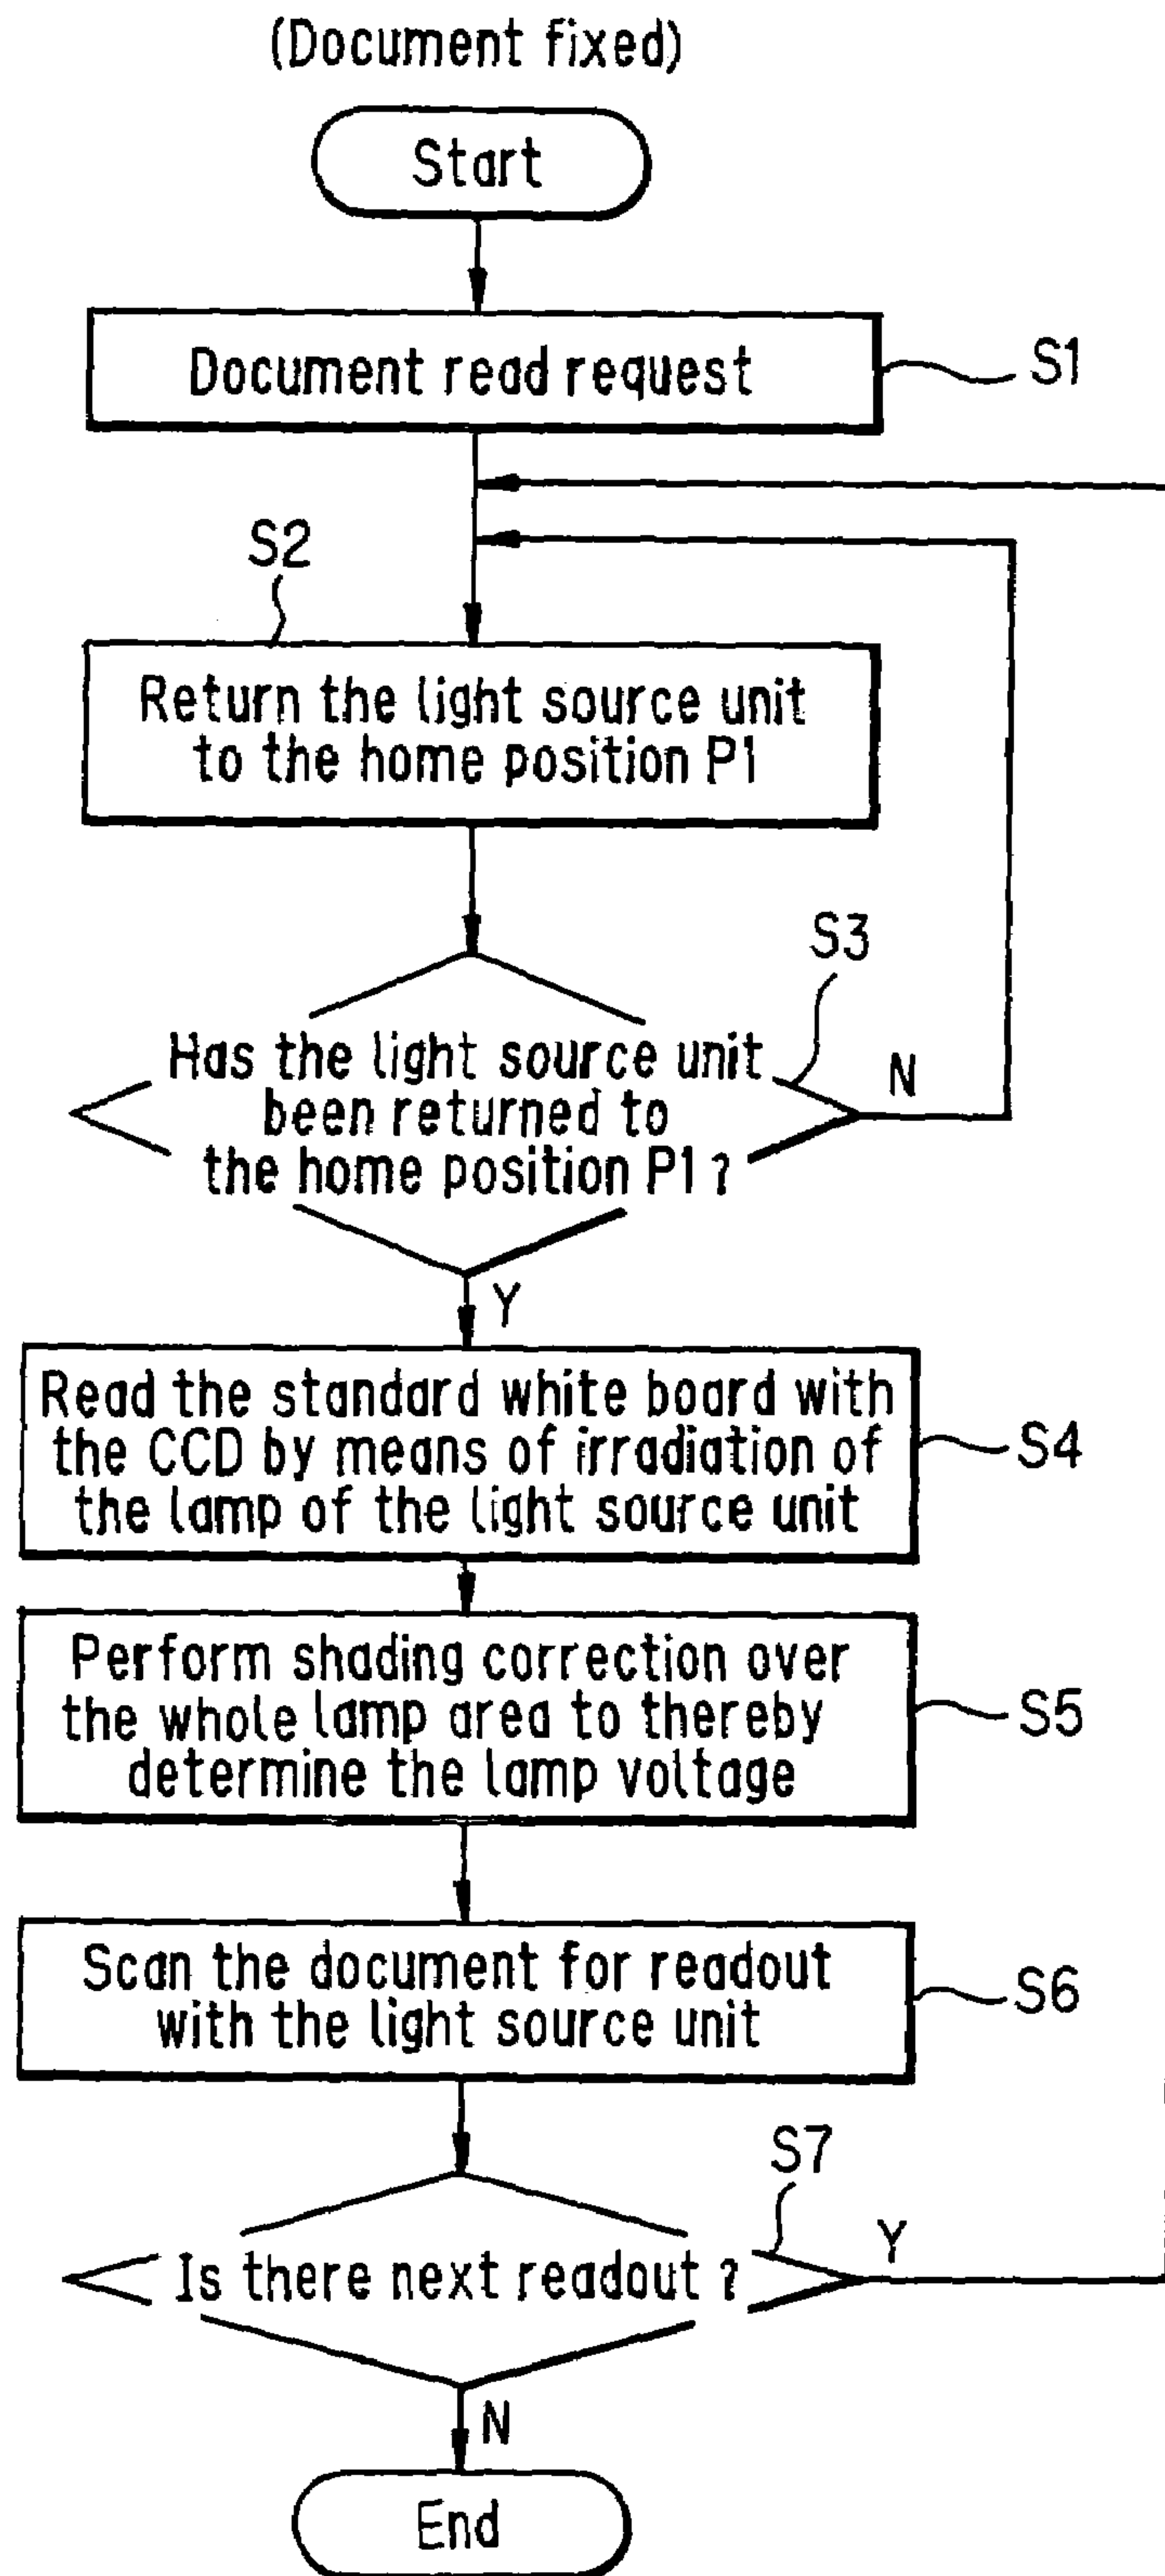 (Document fixed)
Start
Document read request
S1
S2
Return the light source unit
to the home position P1
S3
Has the light source unit
been returned to
the home position P1 ?
N
Y
Read the standard white board with
the CCD by means of irradiation of
the lamp of the light source unit
S4
Perform shading correction over
the whole lamp area to thereby
determine the lamp voltage
S5
Scan the document for readout
with the light source unit
S6
S7
Is there next readout ?
Y
N
End